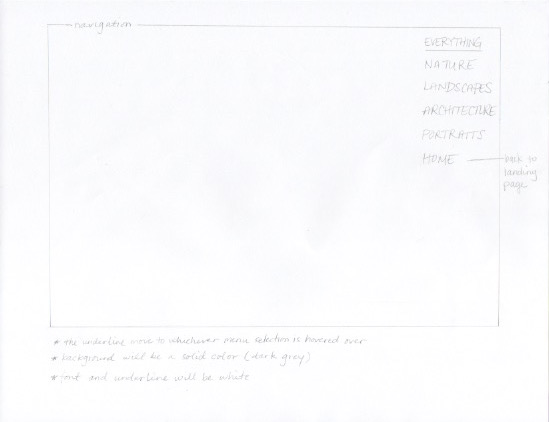 navigation
EVERYTHING
NATURE
LANDSCAPES
ARCHITECTURE
PORTRAITS
HOME
back to
landing
page
* the underline move to whichever menu selection is hovered over
* background will be a solid color (dark grey)
* font and underline will be white